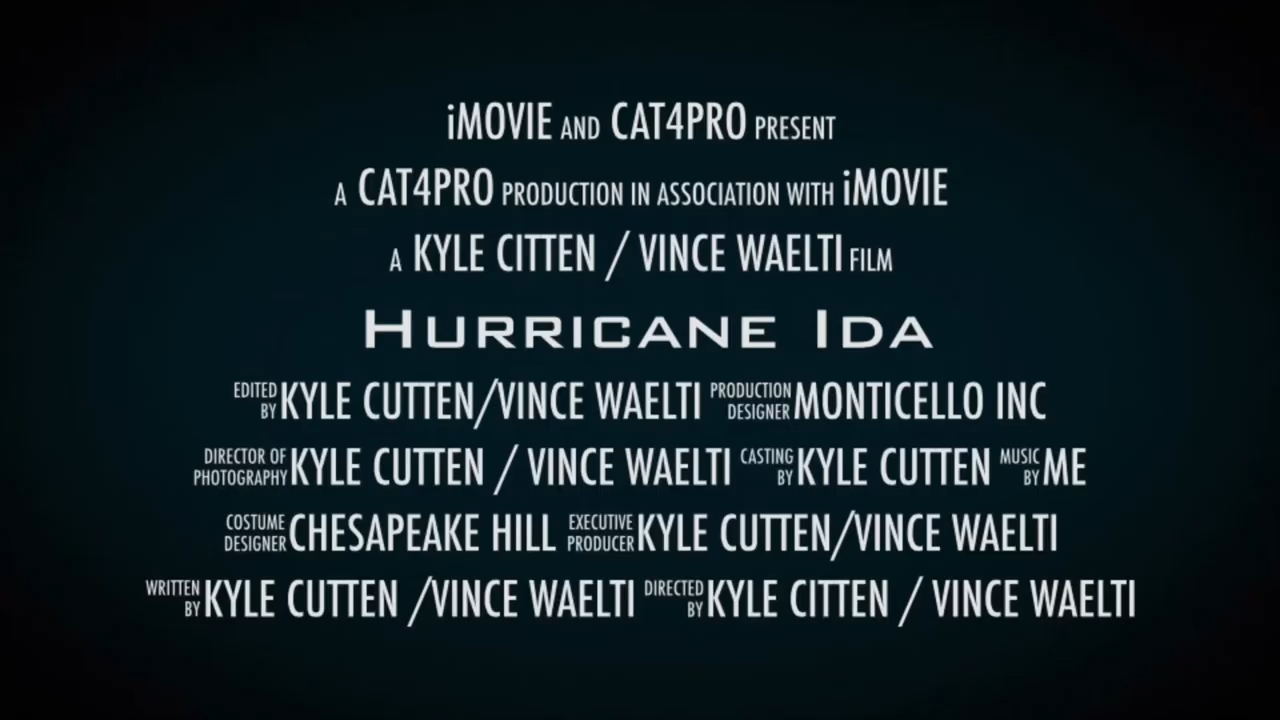 iMOVIE AND CAT4PRO PRESENT
A CAT4PRO PRODUCTION IN ASSOCIATION WITH iMOVIE
A KYLE CITTEN / VINCE WAELTI FILM
HURRICANE IDA
EDITED BY KYLE CUTTEN/VINCE WAELTI PRODUCTION DESIGNER MONTICELLO INC
DIRECTOR OF PHOTOGRAPHY KYLE CUTTEN / VINCE WAELTI CASTING BY KYLE CUTTEN MUSIC BY ME
COSTUME DESIGNER CHESAPEAKE HILL EXECUTIVE PRODUCER KYLE CUTTEN/VINCE WAELTI
WRITTEN BY KYLE CUTTEN /VINCE WAELTI DIRECTED BY KYLE CITTEN / VINCE WAELTI